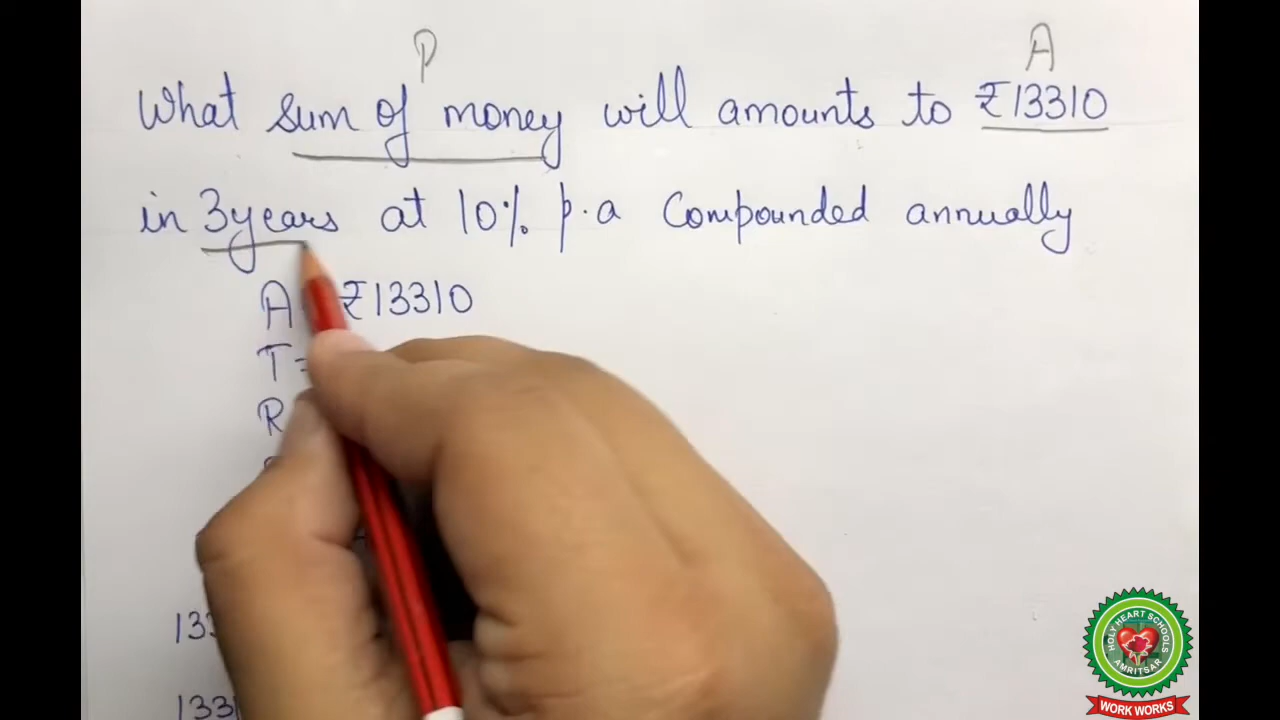 P
A
What sum of money will amounts to ₹13310
in 3years at 10% p.a Compounded annually
A ₹13310
T=
R
HOLY HEART SCHOOLS
AMRITSAR
WORK WORKS